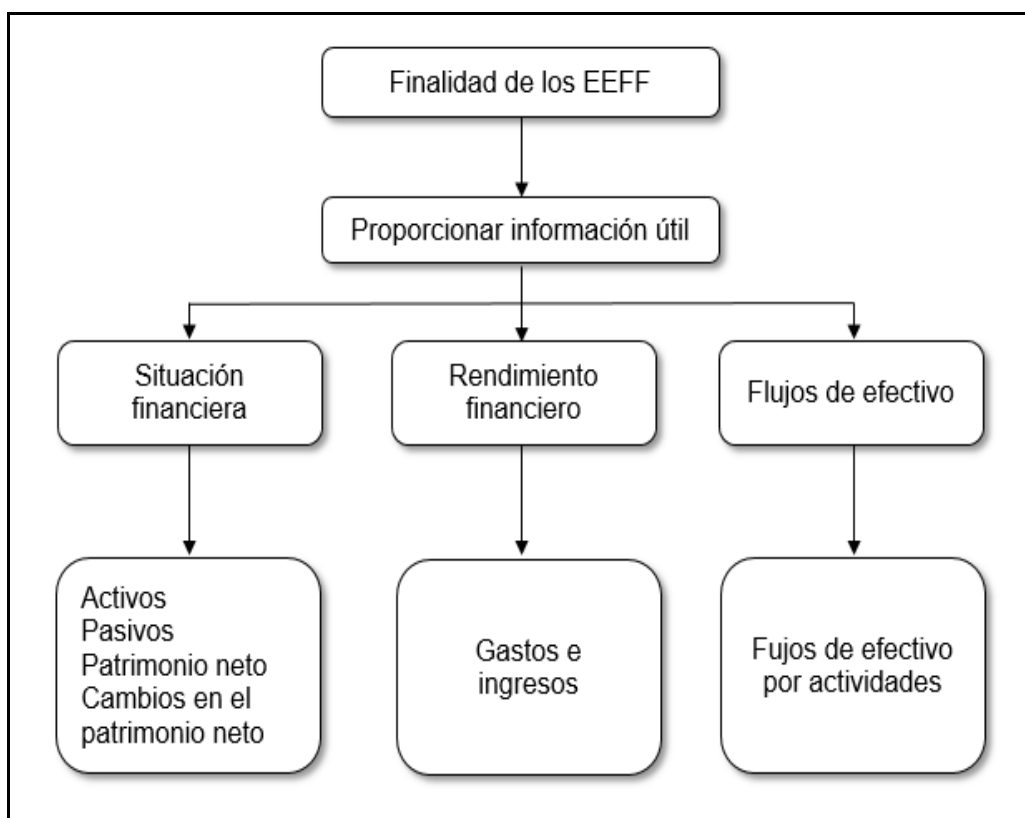 Finalidad de los EEFF
Proporcionar información útil
Situación
financiera
Rendimiento
financiero
Flujos de efectivo
Activos
Pasivos
Patrimonio neto
Cambios en el
patrimonio neto
Gastos e
ingresos
Fujos de efectivo
por actividades